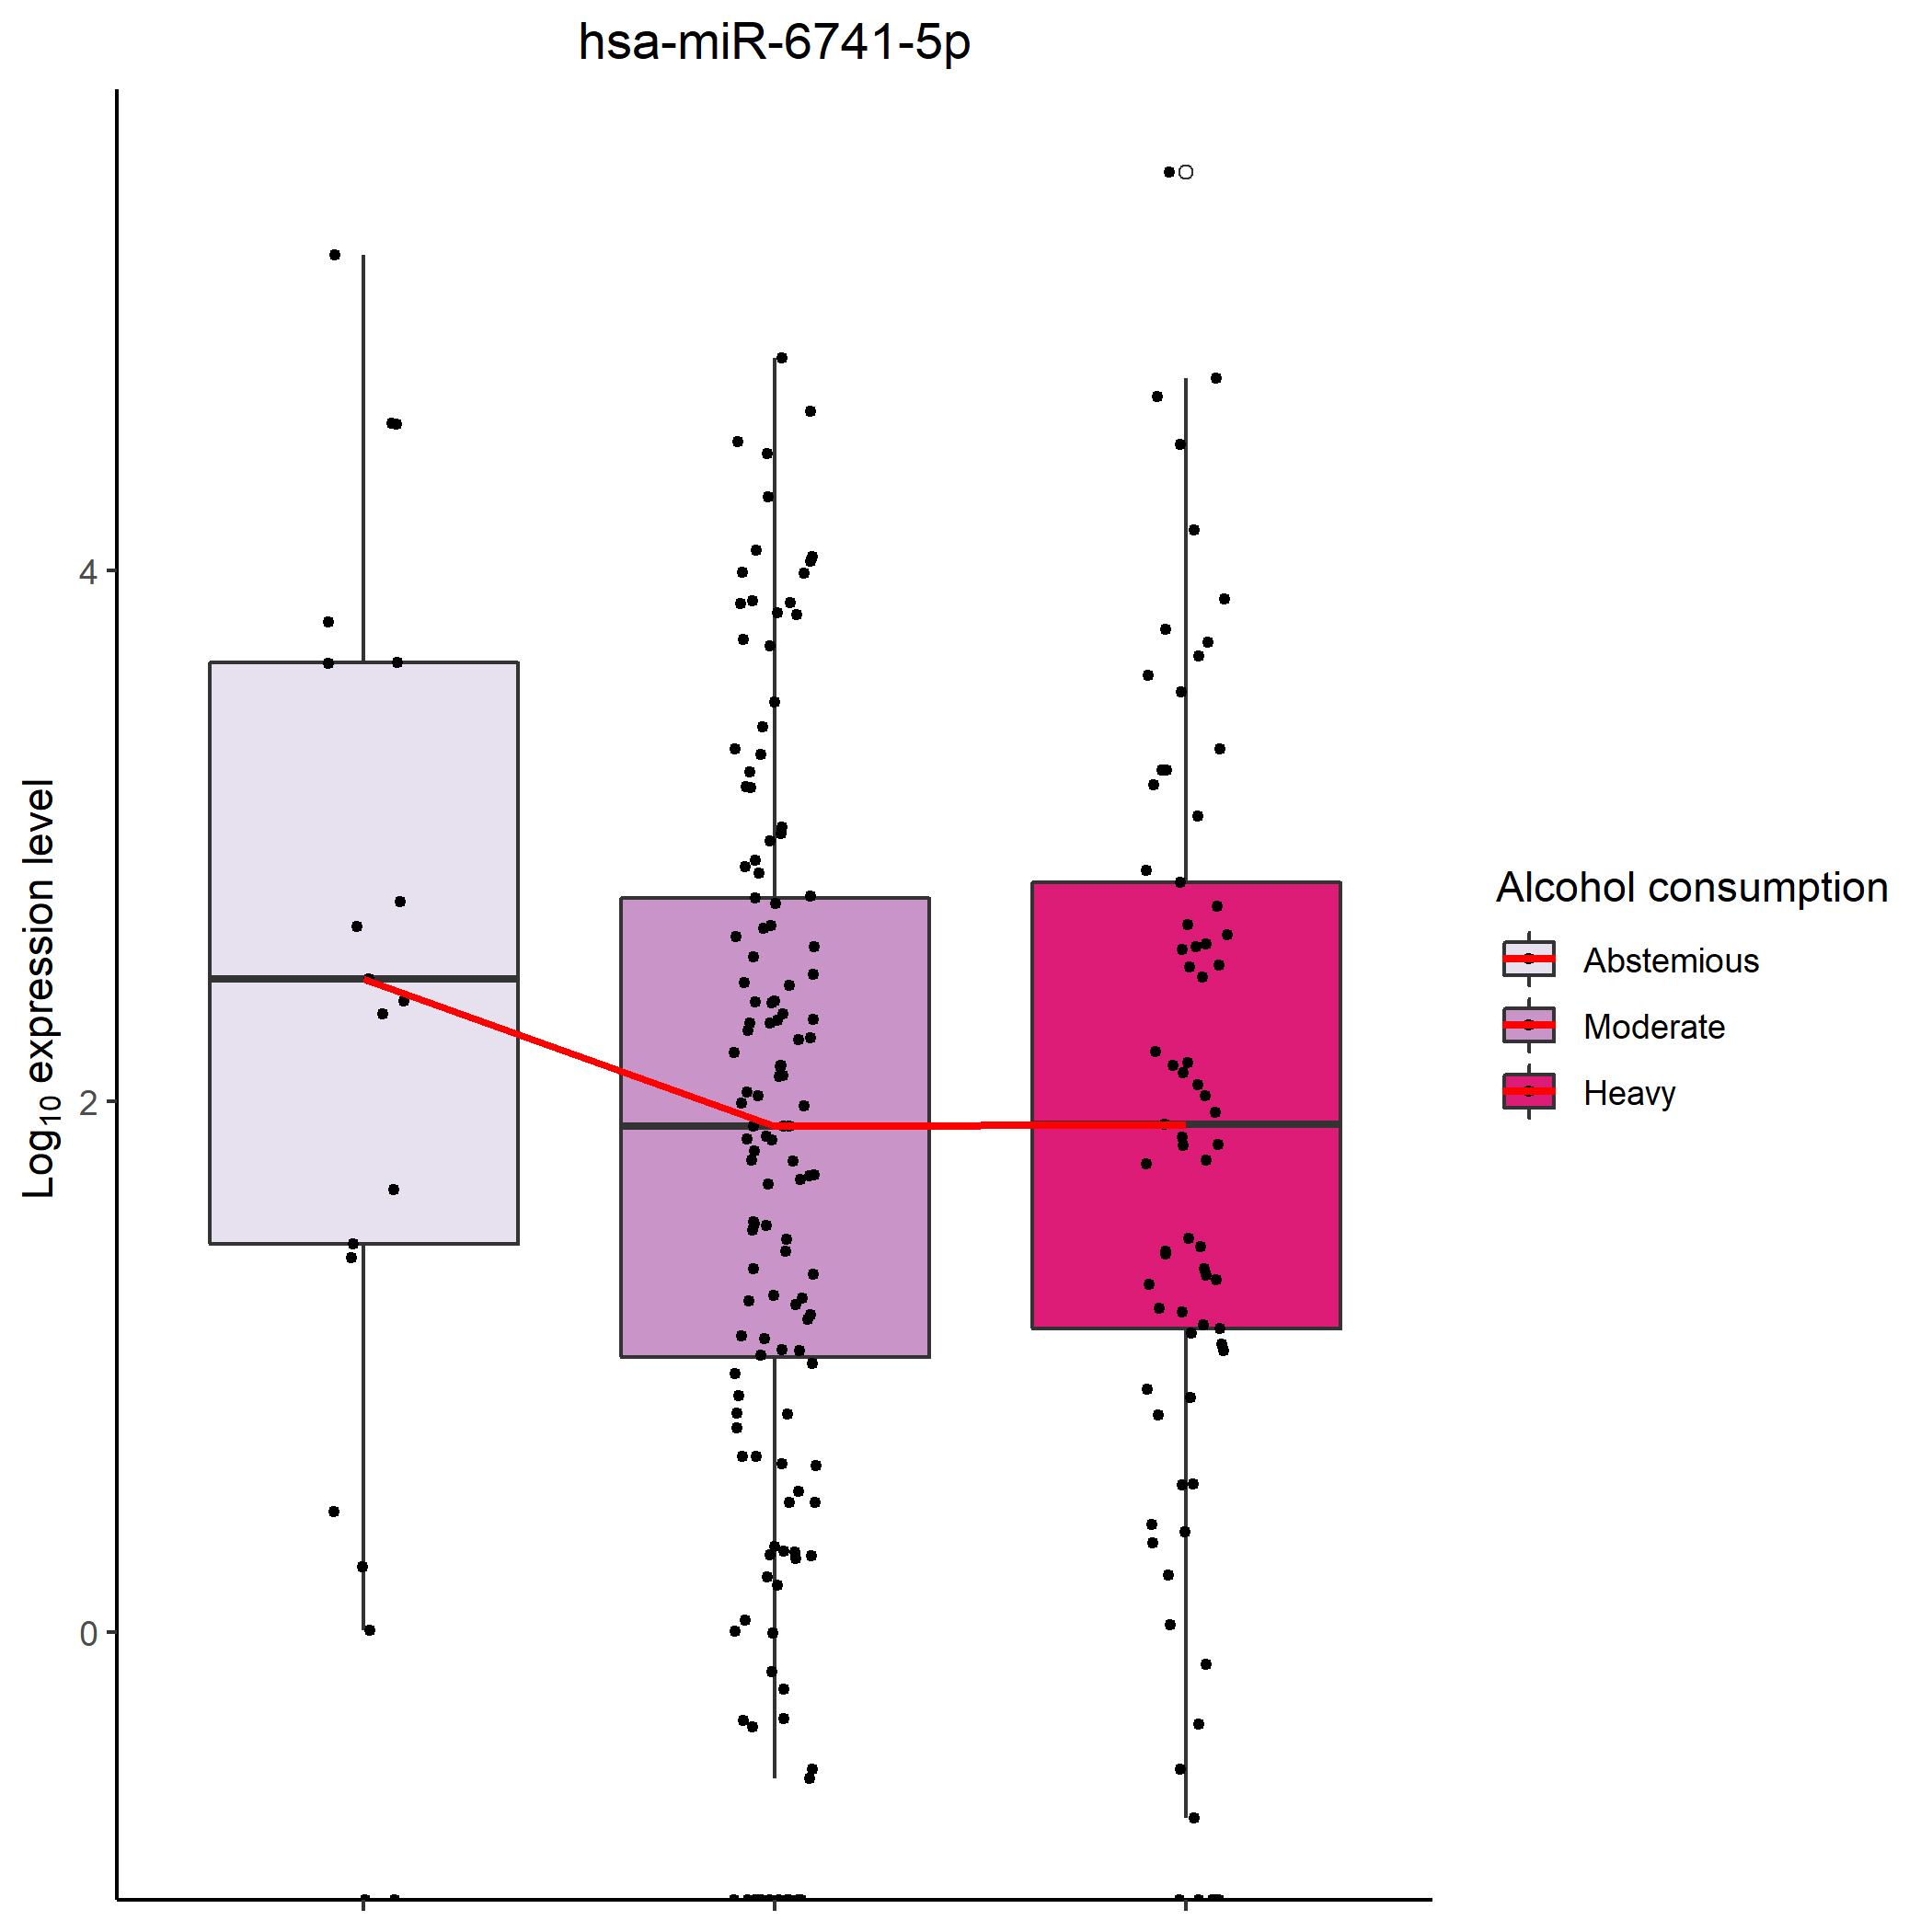 hsa-miR-6741-5p
Log₁₀ expression level
4
2
0
Alcohol consumption
Abstemious
Moderate
Heavy